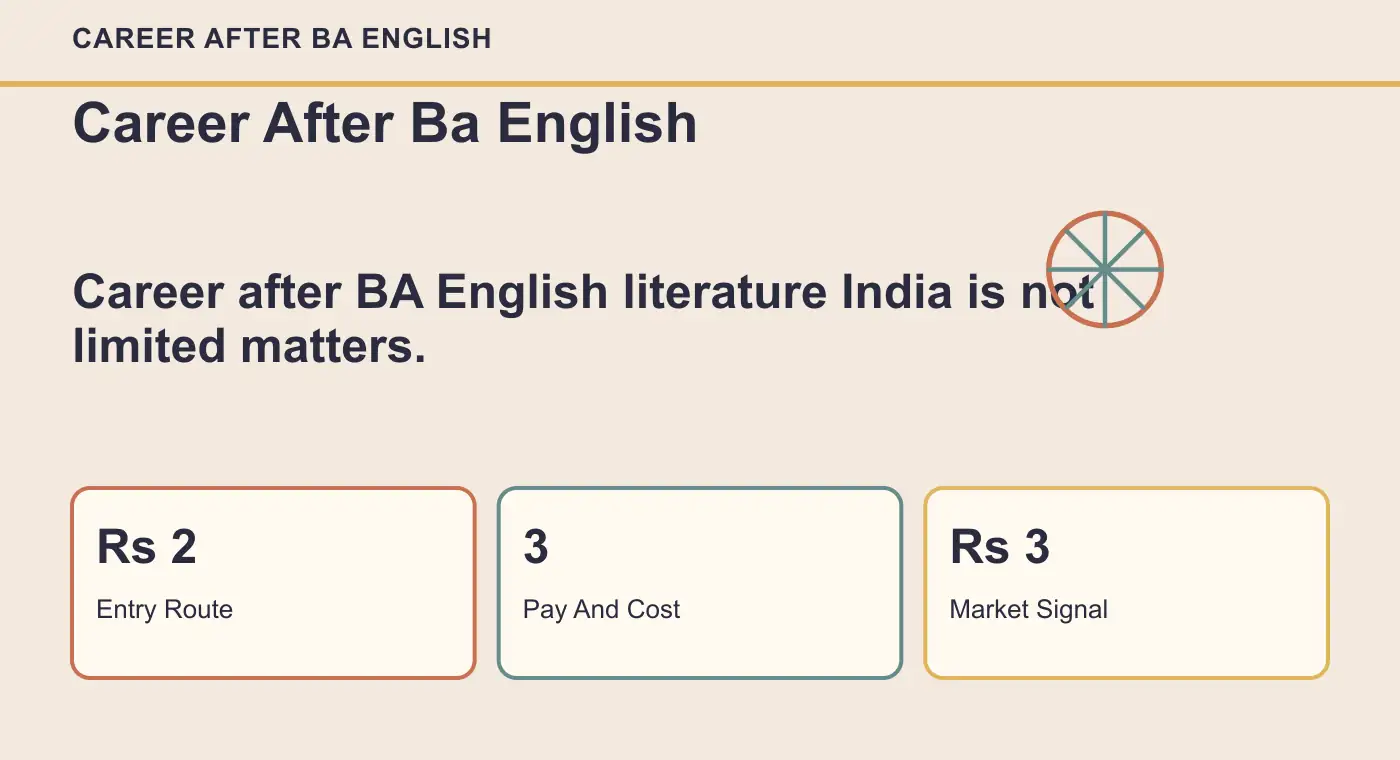 CAREER AFTER BA ENGLISH
Career After Ba English
Career after BA English literature India is not
limited matters.
Rs 2
Entry Route
3
Pay And Cost
Rs 3
Market Signal